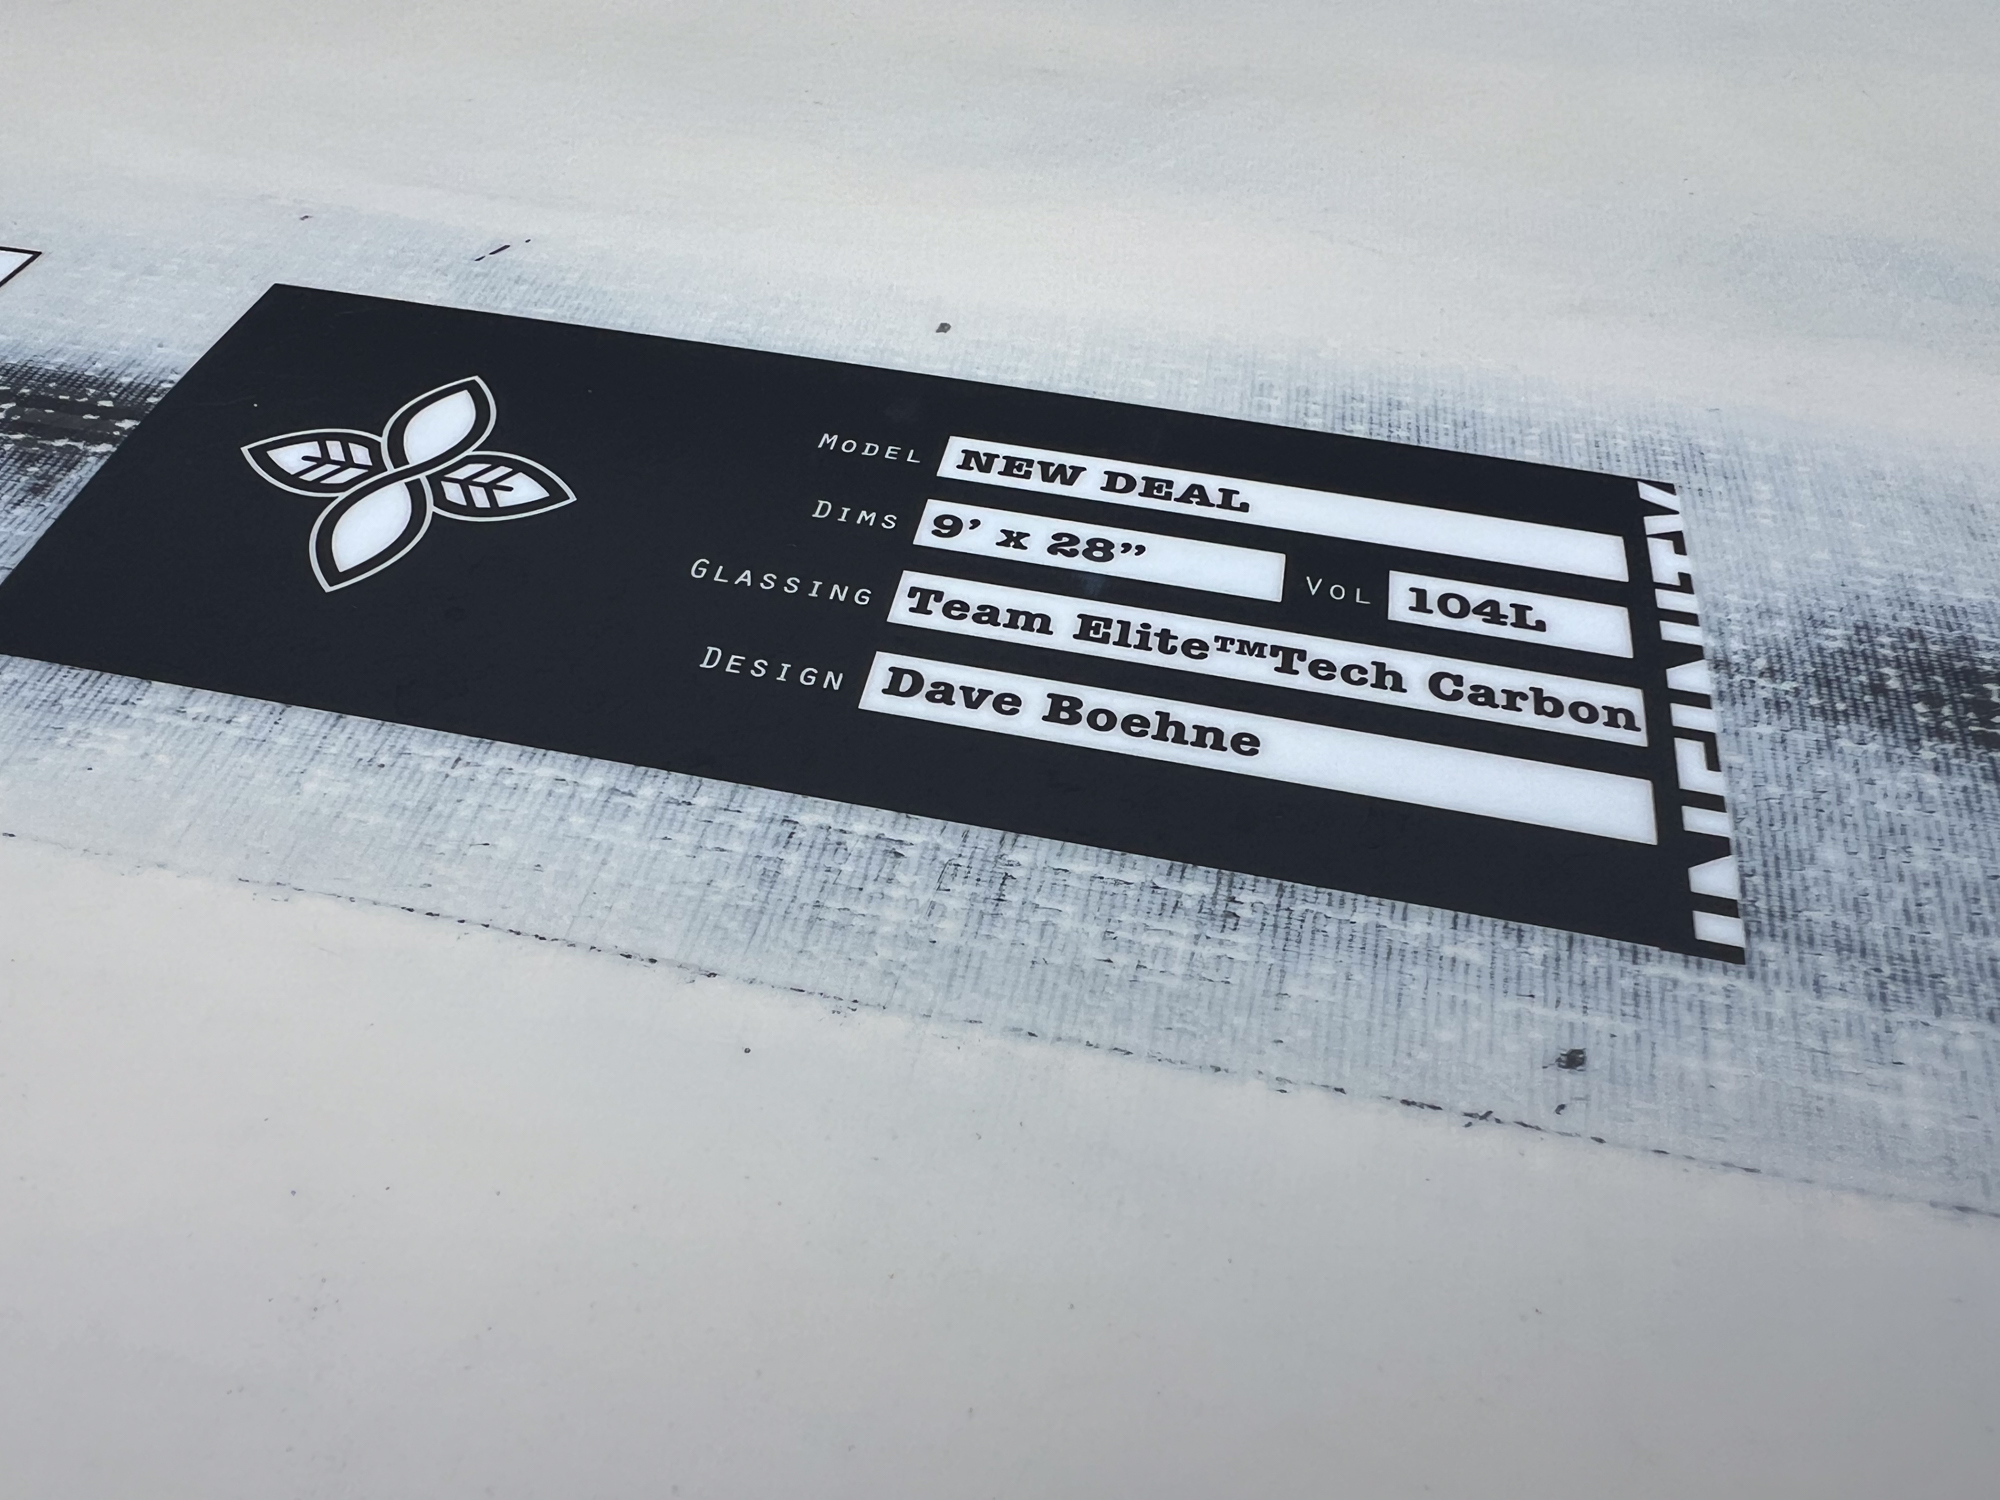 MODEL NEW DEAL
DIMS 9’ x 28” VOL 104L
GLASSING Team Elite™Tech Carbon
DESIGN Dave Boehne